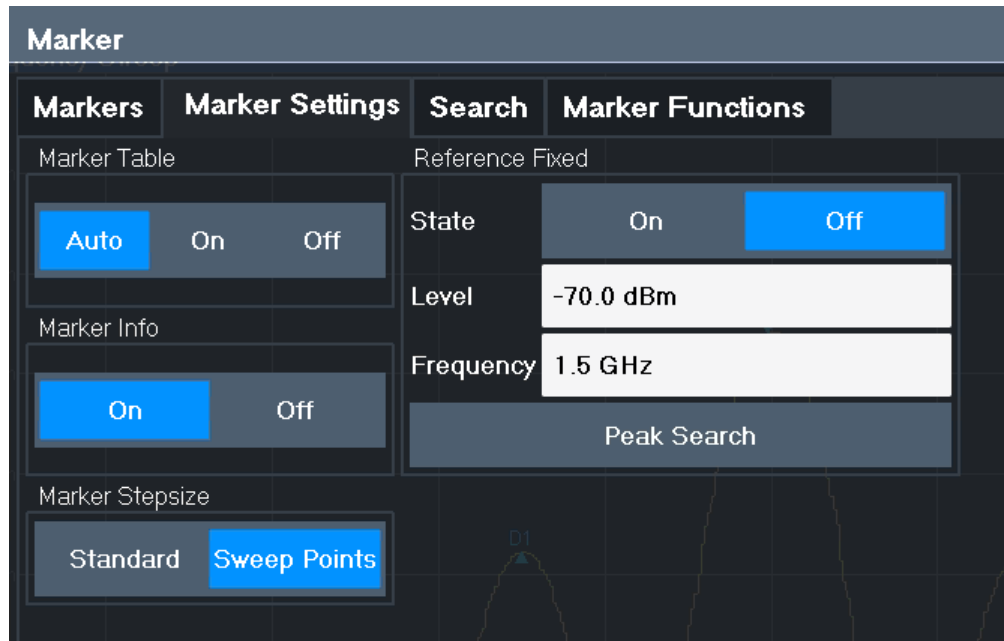 Marker
Markers Marker Settings Search Marker Functions
Marker Table
Auto On Off
Marker Info
On Off
Marker Stepsize
Standard Sweep Points
Reference Fixed
State On Off
Level -70.0 dBm
Frequency 1.5 GHz
Peak Search
D1